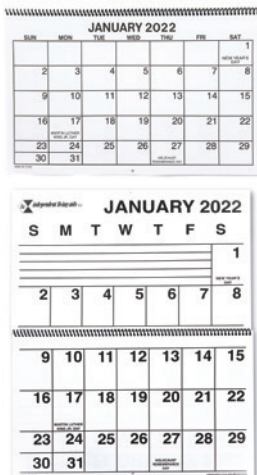 JANUARY 2022
SUN MON TUE WED THU FRI SAT
1
NEW YEAR'S
DAY
2 3 4 5 6 7 8
9 10 11 12 13 14 15
16 17 18 19 20 21 22
MARTIN LUTHER
KING JR. DAY
23 24 25 26 27 28 29
HOLOCAUST
REMEMBRANCE DAY
30 31
JANUARY 2022
S M T W T F S
1
NEW YEAR'S
DAY
2 3 4 5 6 7 8
9 10 11 12 13 14 15
16 17 18 19 20 21 22
MARTIN LUTHER
KING JR. DAY
23 24 25 26 27 28 29
HOLOCAUST
REMEMBRANCE
DAY
30 31